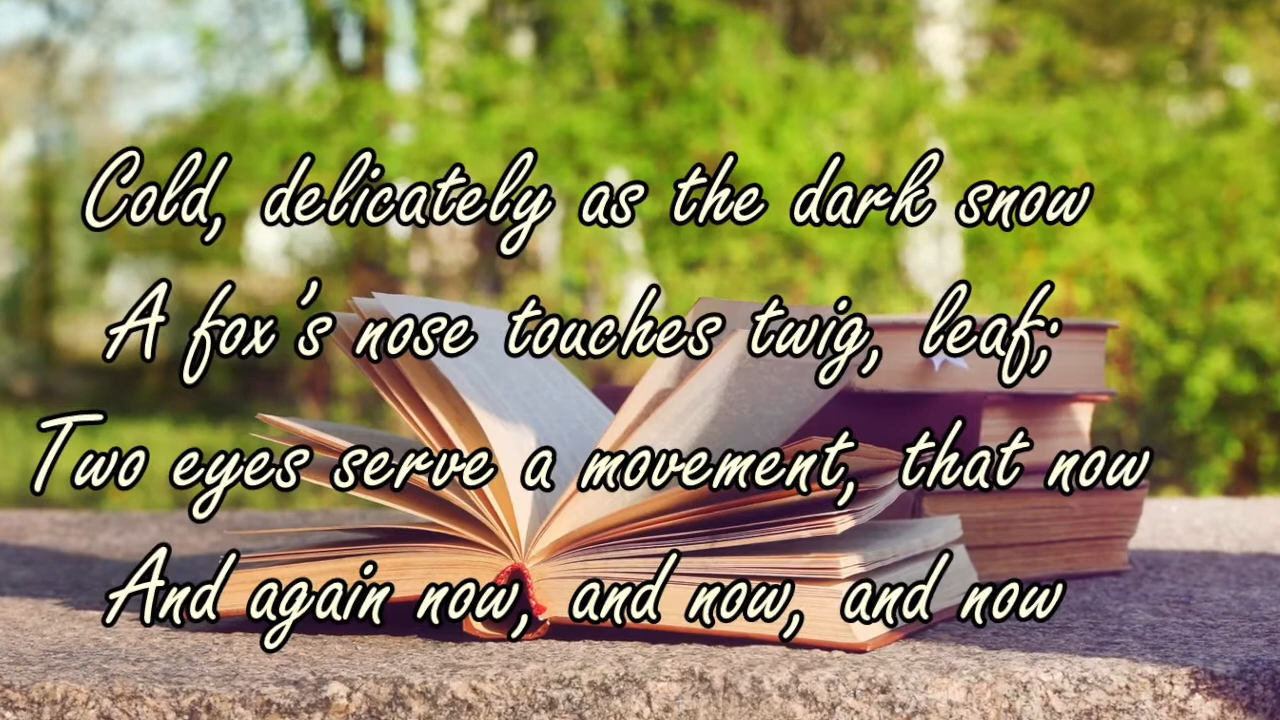 Cold, delicately as the dark snow
A fox's nose touches twig, leaf;
Two eyes serve a movement, that now
And again now, and now, and now